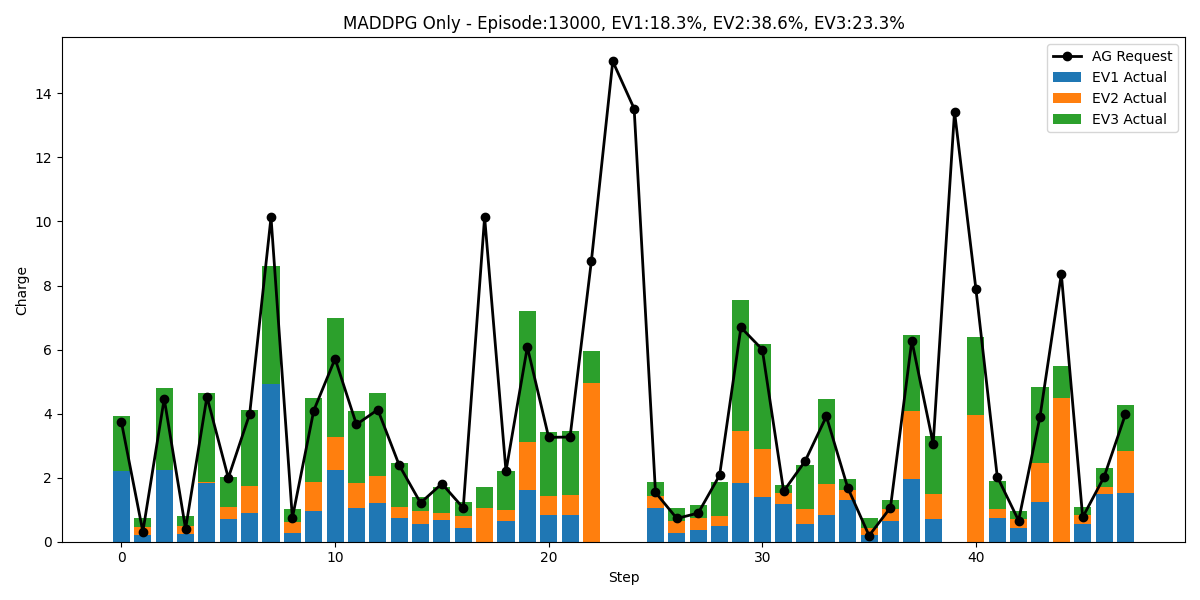 MADDPG Only - Episode:13000, EV1:18.3%, EV2:38.6%, EV3:23.3%
AG Request
EV1 Actual
EV2 Actual
EV3 Actual
Charge
14
12
10
8
6
4
2
0
0 10 20 30 40
Step